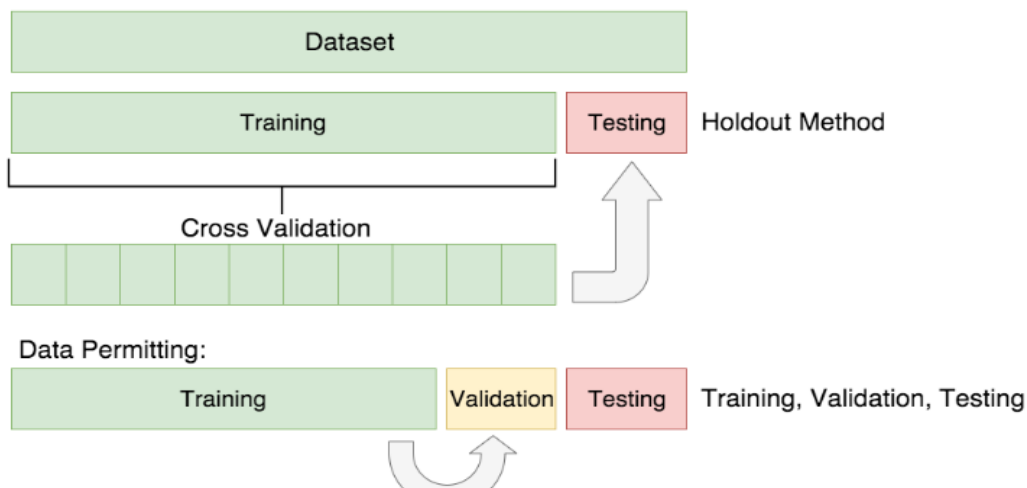 Dataset
Training
Testing
Holdout Method
Cross Validation
Data Permitting:
Training
Validation
Testing
Training, Validation, Testing